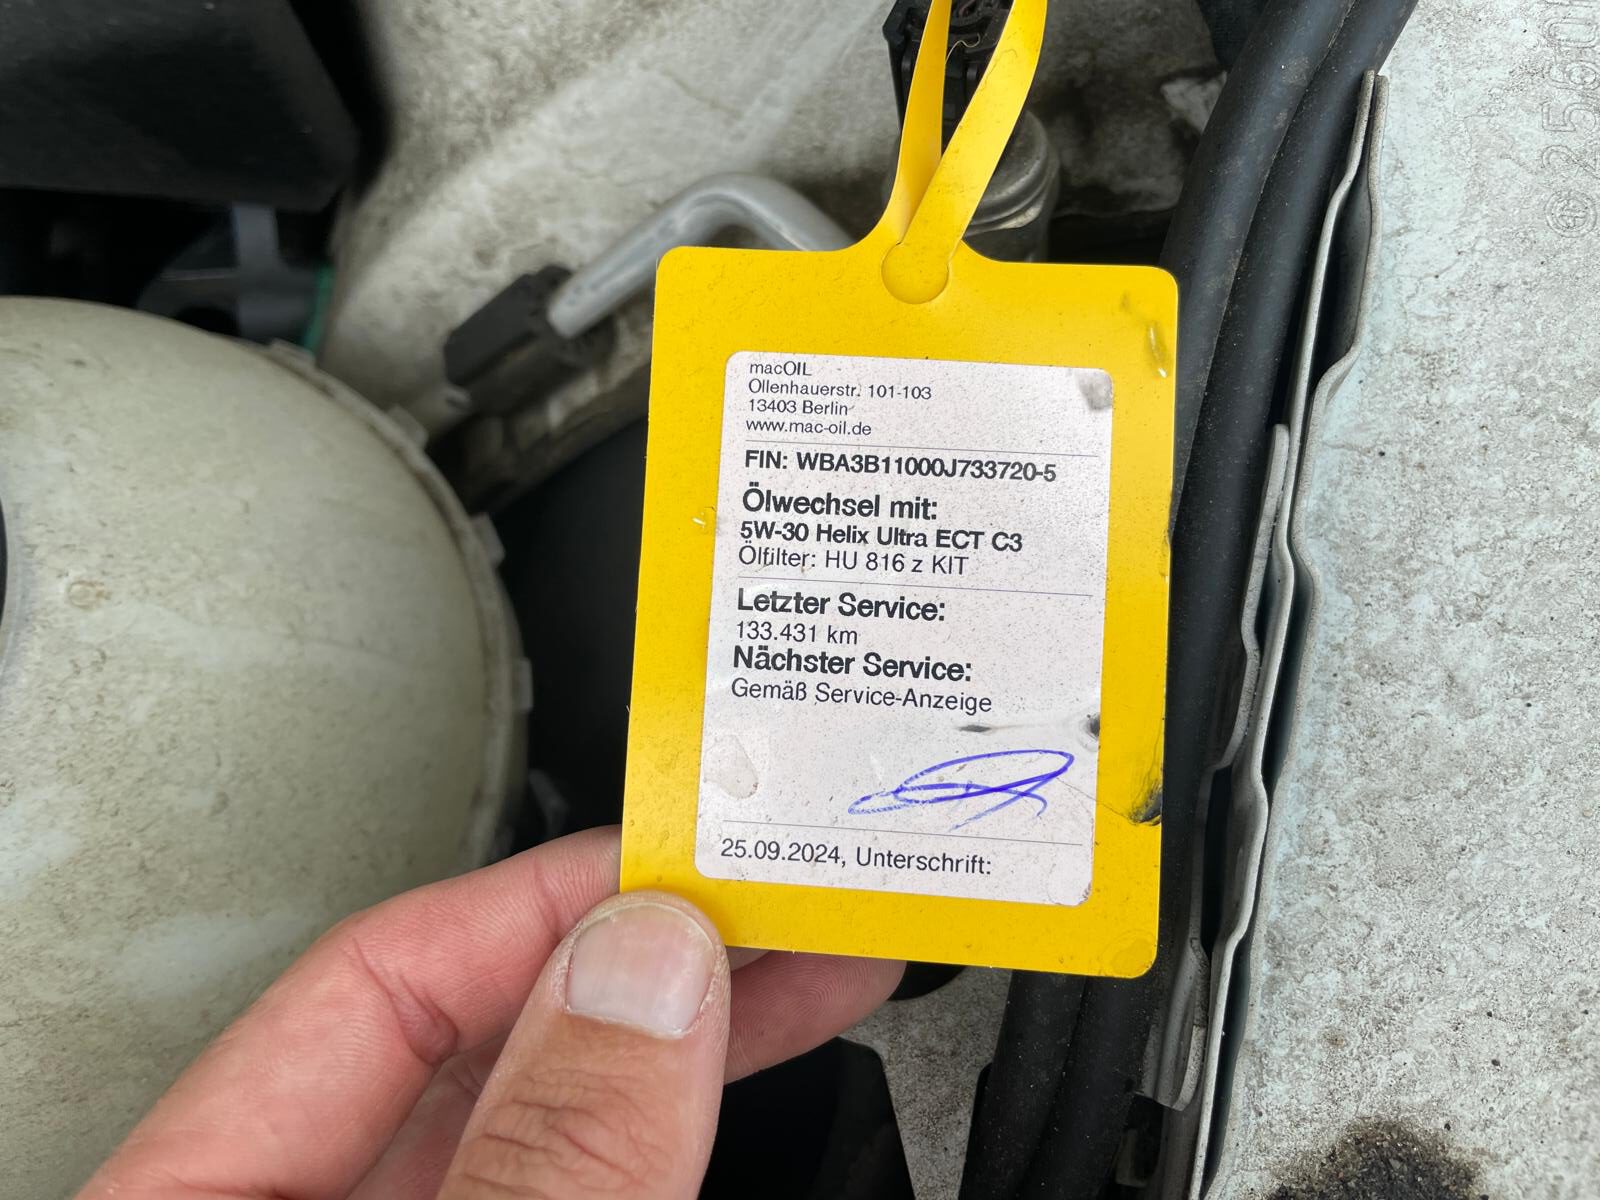 macOIL
Ollenhauerstr. 101-103
13403 Berlin
www.mac-oil.de
FIN: WBA3B11000J733720-5
Ölwechsel mit:
5W-30 Helix Ultra ECT C3
Ölfilter: HU 816 z KIT
Letzter Service:
133.431 km
Nächster Service:
Gemäß Service-Anzeige
25.09.2024, Unterschrift: